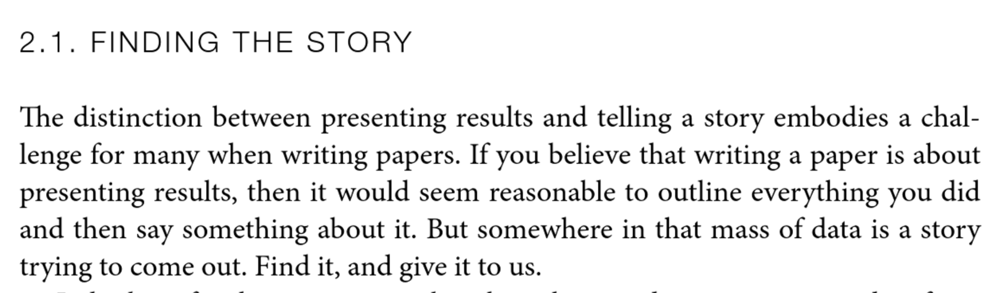 2.1. FINDING THE STORY
The distinction between presenting results and telling a story embodies a chal-
lenge for many when writing papers. If you believe that writing a paper is about
presenting results, then it would seem reasonable to outline everything you did
and then say something about it. But somewhere in that mass of data is a story
trying to come out. Find it, and give it to us.